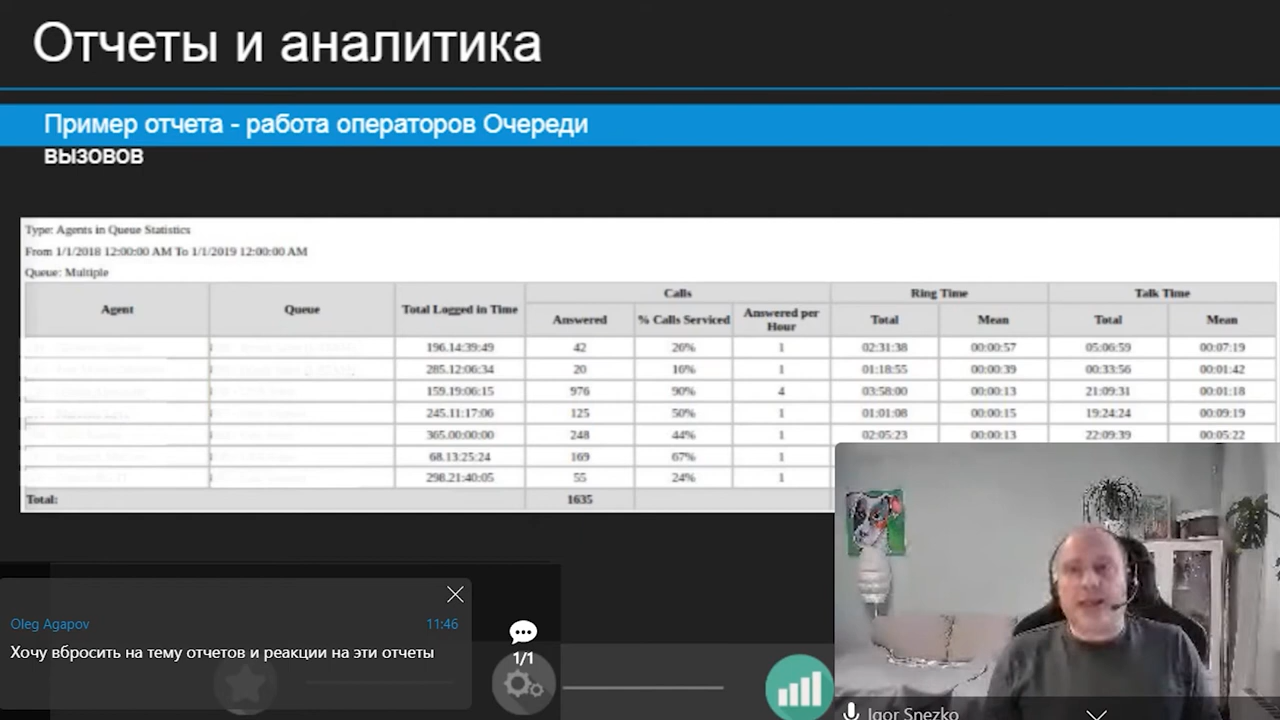 Отчеты и аналитика
Пример отчета - работа операторов Очереди
вызовов
Type: Agents in Queue Statistics
From 1/1/2018 12:00:00 AM To 1/1/2019 12:00:00 AM
Queue: Multiple
Agent Queue Total Logged in Time Calls Ring Time Talk Time
Answered % Calls Serviced Answered per Hour Total Mean Total Mean
196.14:39:49 42 26% 1 02:31:38 00:00:57 05:06:59 00:07:19
285.12:06:34 20 16% 1 01:18:55 00:00:39 00:33:56 00:01:42
159.19:06:15 976 90% 4 03:58:00 00:00:13 21:09:31 00:01:18
245.11:17:06 125 50% 1 01:01:08 00:00:15 19:24:24 00:09:19
365.00:00:00 248 44% 1 02:05:23 00:00:13 22:09:39 00:05:22
68.13:25:24 169 67% 1
298.21:40:05 55 24% 1
Total: 1635
Oleg Agapov 11:46
Хочу вбросить на тему отчетов и реакции на эти отчеты
1/1
Igor Snezko